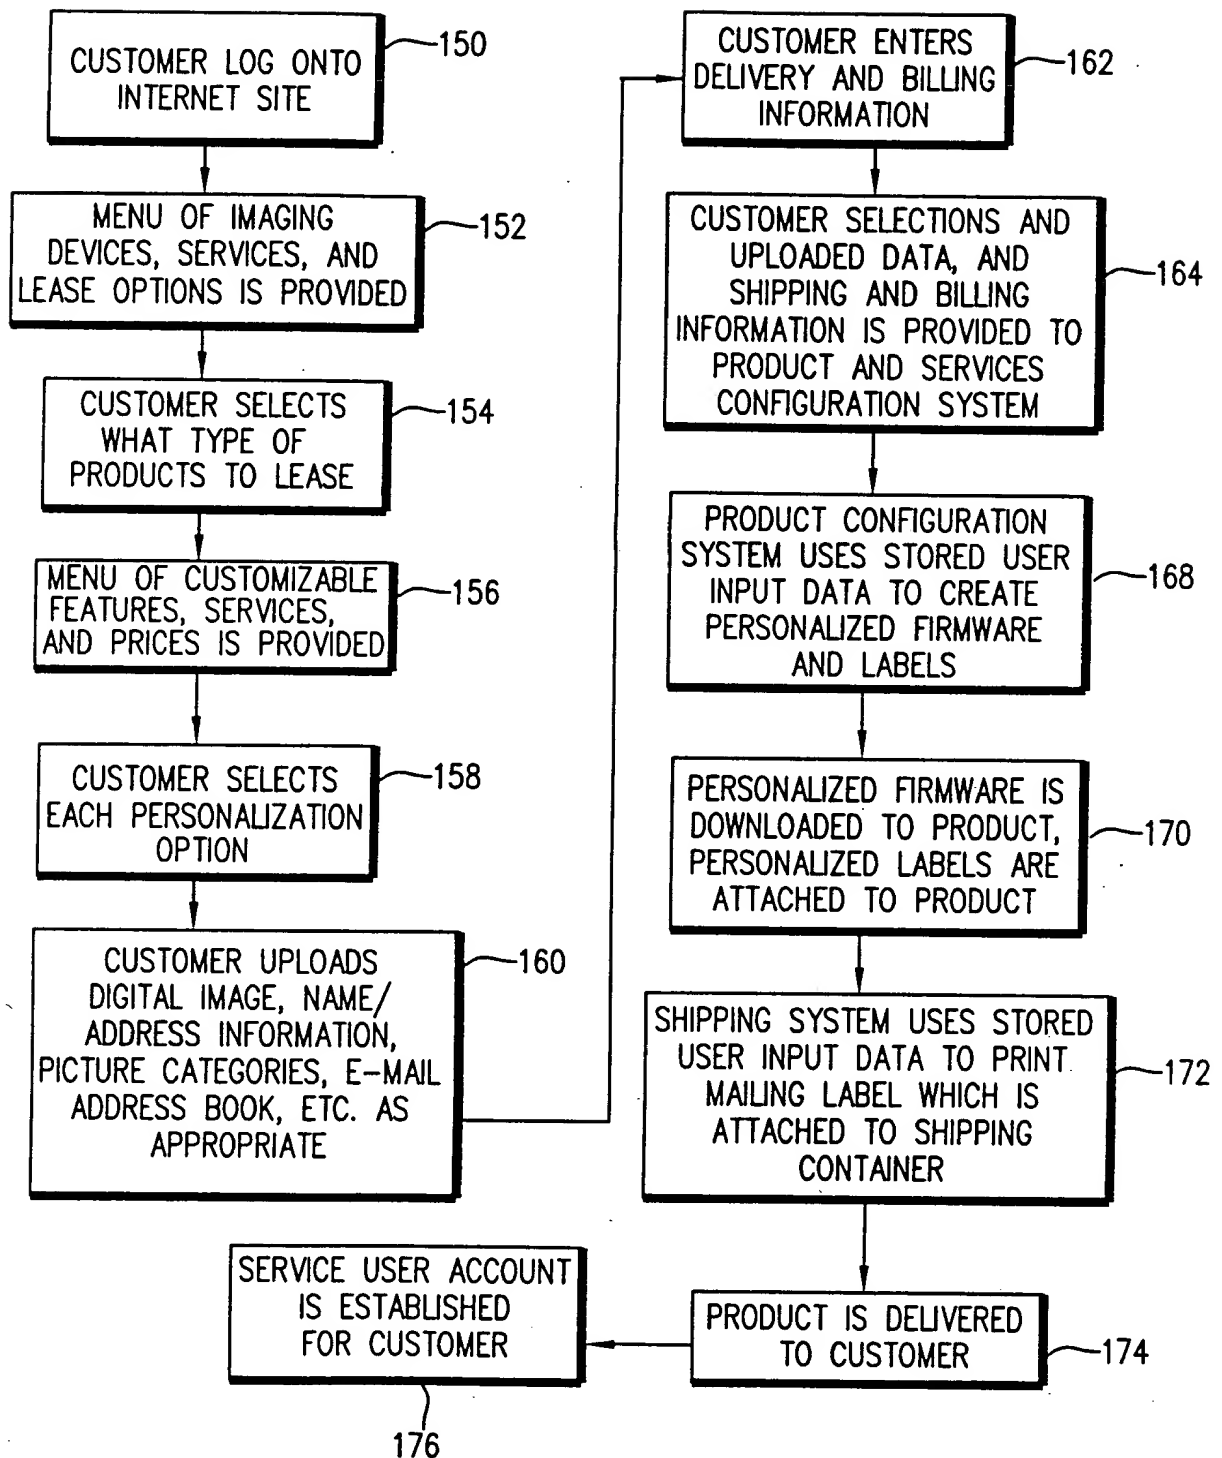 CUSTOMER LOG ONTO
INTERNET SITE
150
MENU OF IMAGING
DEVICES, SERVICES, AND
LEASE OPTIONS IS PROVIDED
152
CUSTOMER SELECTS
WHAT TYPE OF
PRODUCTS TO LEASE
154
MENU OF CUSTOMIZABLE
FEATURES, SERVICES,
AND PRICES IS PROVIDED
156
CUSTOMER SELECTS
EACH PERSONALIZATION
OPTION
158
CUSTOMER UPLOADS
DIGITAL IMAGE, NAME/
ADDRESS INFORMATION,
PICTURE CATEGORIES, E-MAIL
ADDRESS BOOK, ETC. AS
APPROPRIATE
160
CUSTOMER ENTERS
DELIVERY AND BILLING
INFORMATION
162
CUSTOMER SELECTIONS AND
UPLOADED DATA, AND
SHIPPING AND BILLING
INFORMATION IS PROVIDED TO
PRODUCT AND SERVICES
CONFIGURATION SYSTEM
164
PRODUCT CONFIGURATION
SYSTEM USES STORED USER
INPUT DATA TO CREATE
PERSONALIZED FIRMWARE
AND LABELS
168
PERSONALIZED FIRMWARE IS
DOWNLOADED TO PRODUCT,
PERSONALIZED LABELS ARE
ATTACHED TO PRODUCT
170
SHIPPING SYSTEM USES STORED
USER INPUT DATA TO PRINT
MAILING LABEL WHICH IS
ATTACHED TO SHIPPING
CONTAINER
172
PRODUCT IS DELIVERED
TO CUSTOMER
174
SERVICE USER ACCOUNT
IS ESTABLISHED
FOR CUSTOMER
176